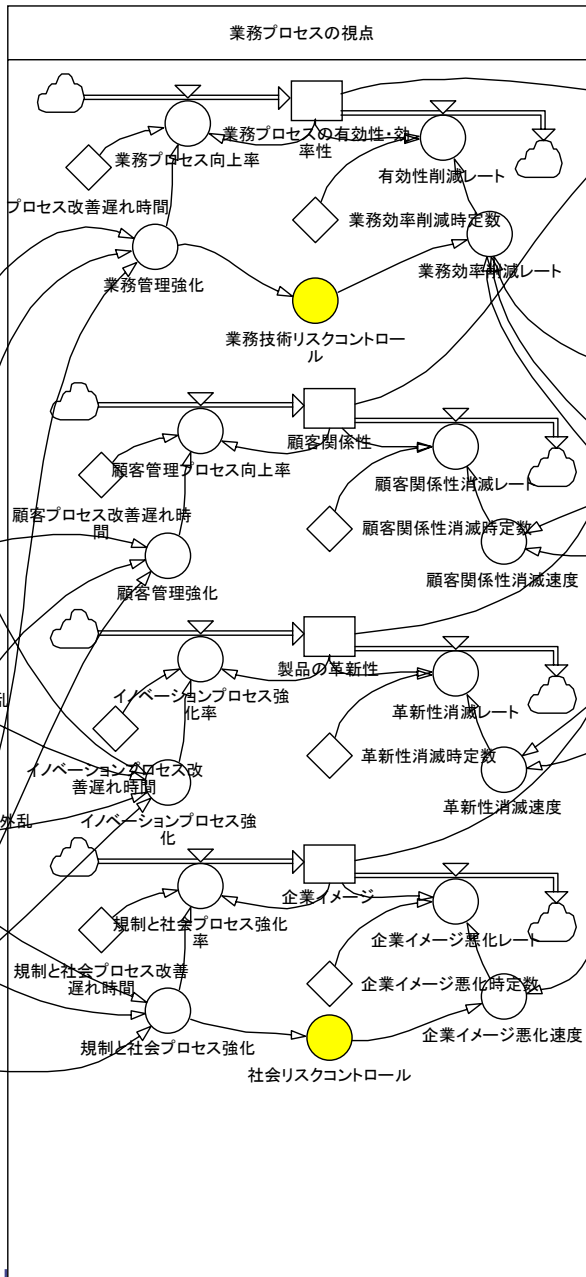 業務プロセスの視点
業務プロセスの有効性・効
率性
業務プロセス向上率
有効性削減レート
プロセス改善遅れ時間
業務効率削減時定数
業務管理強化
業務効率削減レート
業務技術リスクコントロー
ル
顧客関係性
顧客管理プロセス向上率
顧客関係性消滅レート
顧客プロセス改善遅れ時
間
顧客関係性消滅時定数
顧客管理強化
顧客関係性消滅速度
製品の革新性
乱
イノベーションプロセス強
化率
革新性消滅レート
革新性消滅時定数
イノベーションプロセス改
善遅れ時間
革新性消滅速度
外乱
イノベーションプロセス強
化
企業イメージ
規制と社会プロセス強化
率
企業イメージ悪化レート
規制と社会プロセス改善
遅れ時間
企業イメージ悪化時定数
規制と社会プロセス強化
企業イメージ悪化速度
社会リスクコントロール